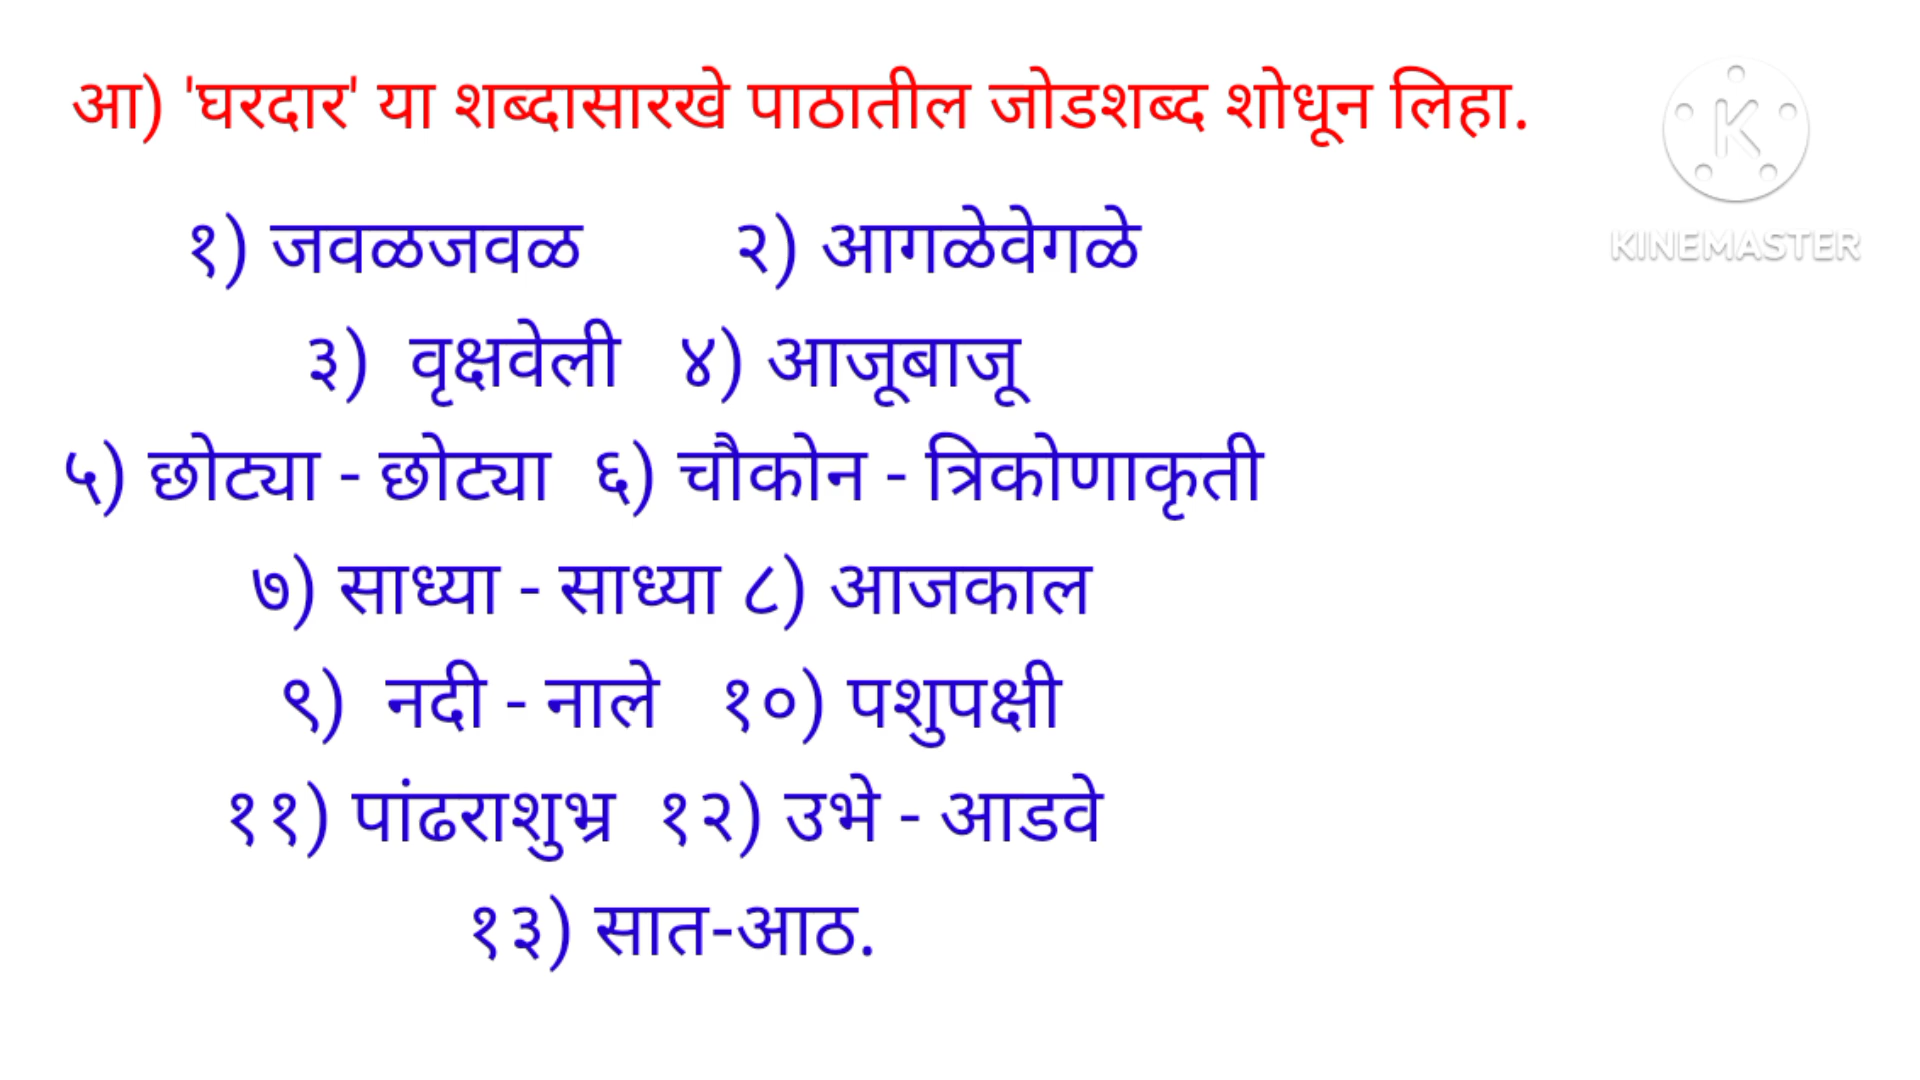 आ) 'घरदार' या शब्दासारखे पाठातील जोडशब्द शोधून लिहा.
१) जवळजवळ २) आगळेवेगळे
३) वृक्षवेली ४) आजूबाजू
५) छोट्या - छोट्या ६) चौकोन - त्रिकोणाकृती
७) साध्या - साध्या ८) आजकाल
९) नदी - नाले १०) पशुपक्षी
११) पांढराशुभ्र १२) उभे - आडवे
१३) सात-आठ.
K
KINEMASTER